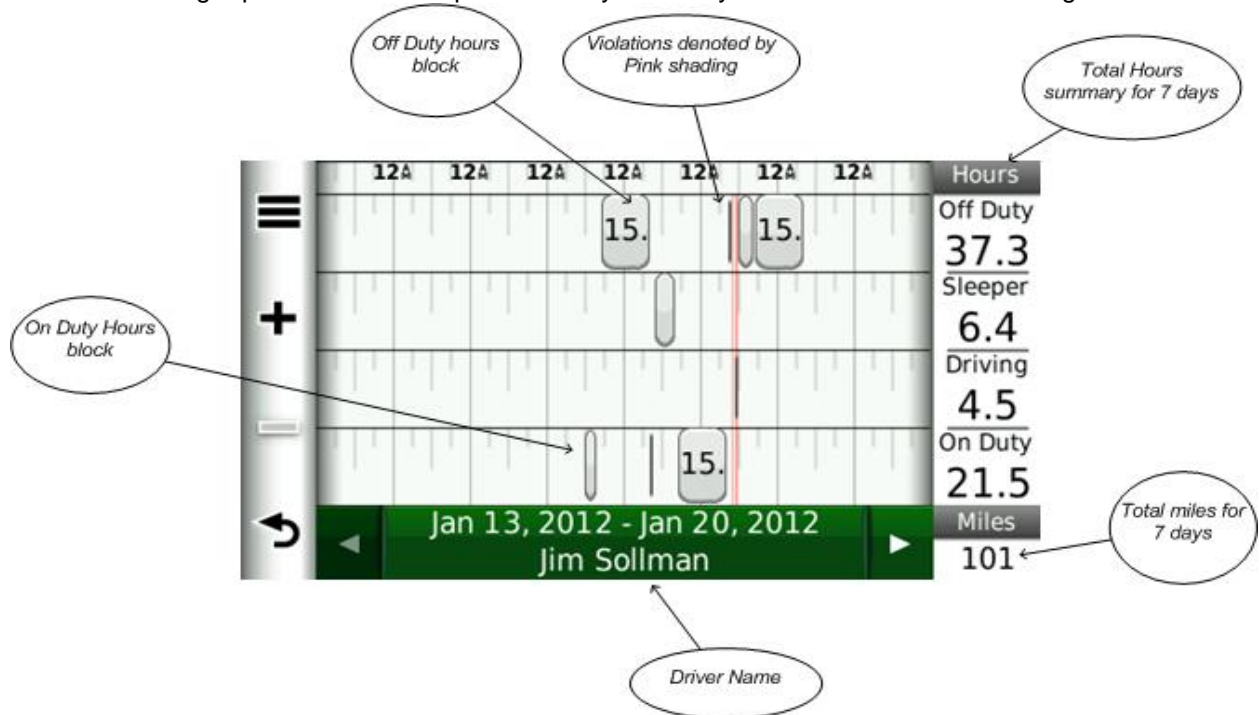 Off Duty hours
block
Violations denoted by
Pink shading
Total Hours
summary for 7 days
12A 12A 12A 12A 12A 12A 12A
Hours
15. 15.
Off Duty
37.3
Sleeper
6.4
On Duty Hours
block
Driving
4.5
15.
On Duty
21.5
Jan 13, 2012 - Jan 20, 2012
Jim Sollman
Miles
101
Total miles for
7 days
Driver Name